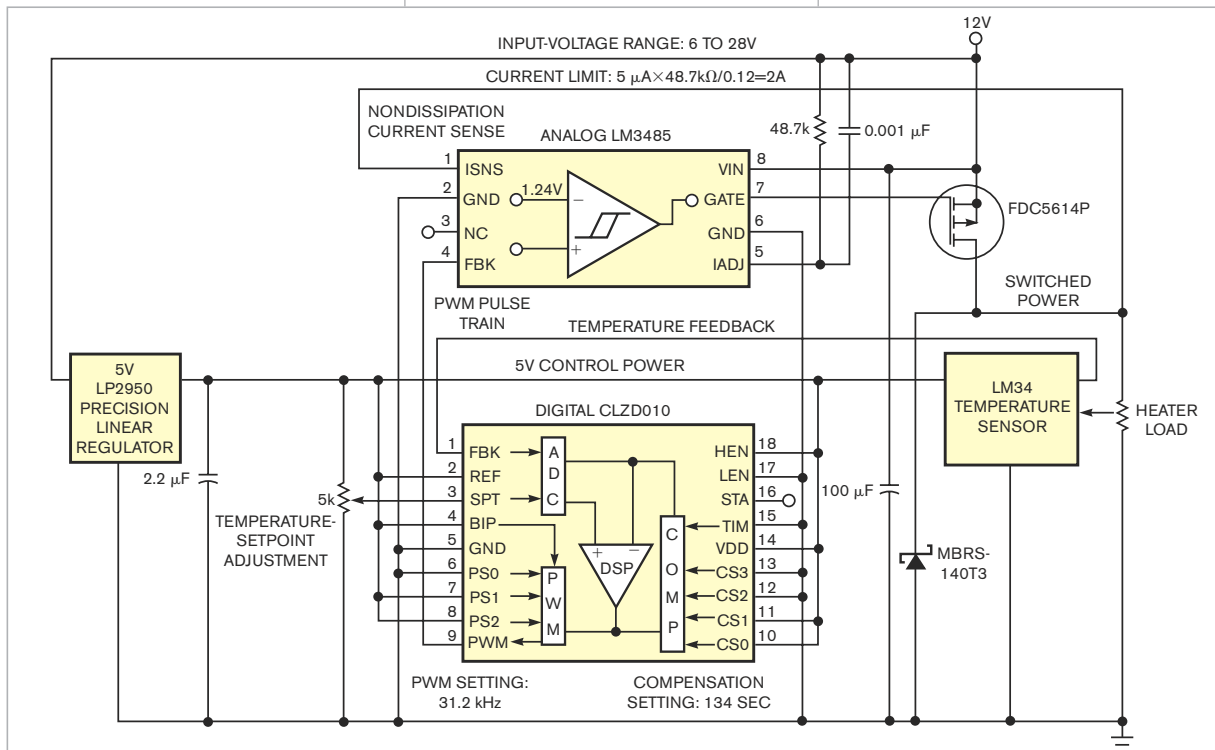 12V
INPUT-VOLTAGE RANGE: 6 TO 28V
CURRENT LIMIT: 5 µA×48.7kΩ/0.12=2A
NONDISSIPATION
CURRENT SENSE
ANALOG LM3485
48.7k
0.001 µF
1 ISNS
2 GND
3 NC
4 FBK
1.24V
−
+
VIN 8
GATE 7
GND 6
IADJ 5
FDC5614P
PWM PULSE
TRAIN
SWITCHED
POWER
TEMPERATURE FEEDBACK
5V CONTROL POWER
5V
LP2950
PRECISION
LINEAR
REGULATOR
LM34
TEMPERATURE
SENSOR
HEATER
LOAD
DIGITAL CLZD010
2.2 µF
5k
TEMPERATURE-
SETPOINT
ADJUSTMENT
1 FBK
2 REF
3 SPT
4 BIP
5 GND
6 PS0
7 PS1
8 PS2
9 PWM
A
D
C
P
W
M
+ −
DSP
C
O
M
P
HEN 18
LEN 17
STA 16
TIM 15
VDD 14
CS3 13
CS2 12
CS1 11
CS0 10
100 µF
MBRS-
140T3
PWM SETTING:
31.2 kHz
COMPENSATION
SETTING: 134 SEC